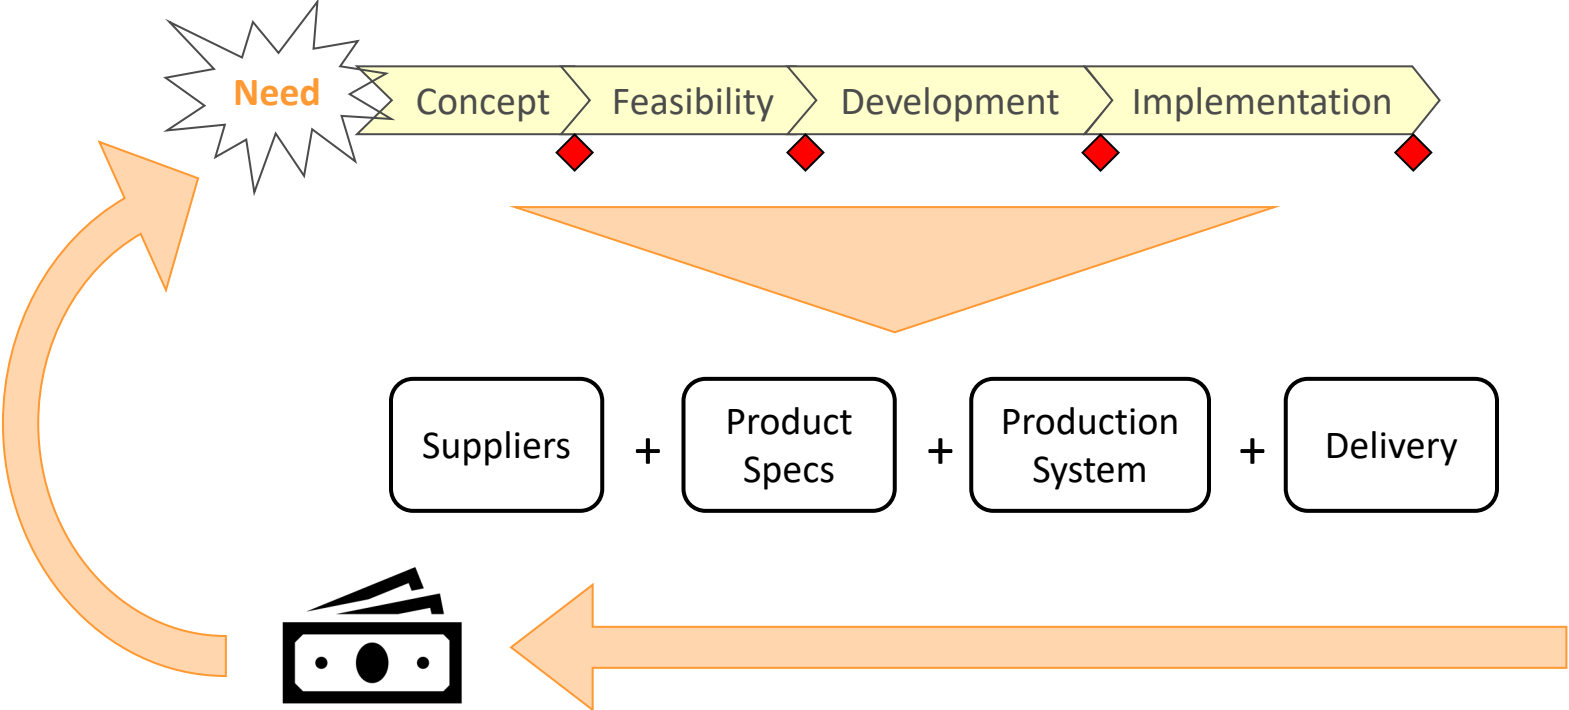 Need
Concept
Feasibility
Development
Implementation
Suppliers
+
Product
Specs
+
Production
System
+
Delivery